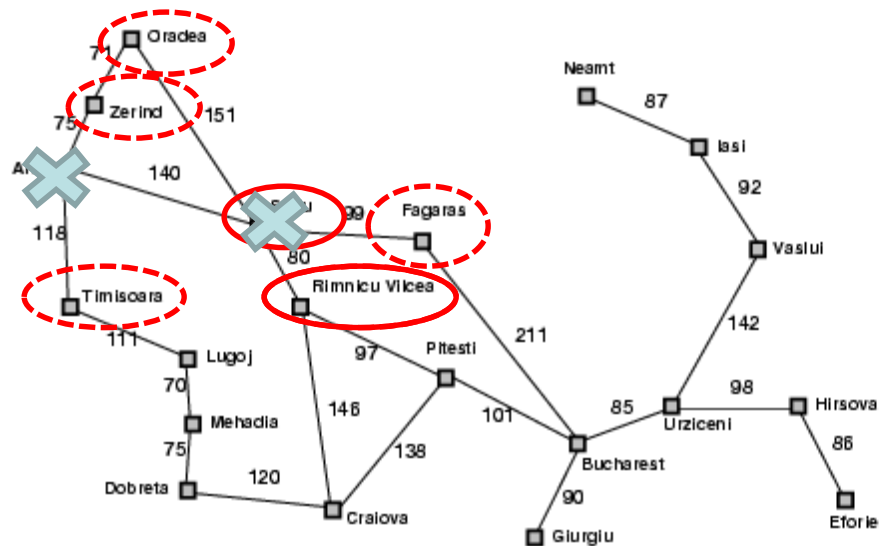 Oradea
71
Neamt
87
Zerind
75
151
Iasi
140
92
99
Fagaras
118
80
Vaslui
Timisoara
Rimnicu Vilcea
111
142
211
Lugoj
97
Pitesti
70
98
Hirsova
146
85
101
Mehadia
Urziceni
75
138
86
Bucharest
120
Dobreta
90
Craiova
Eforie
Giurgiu